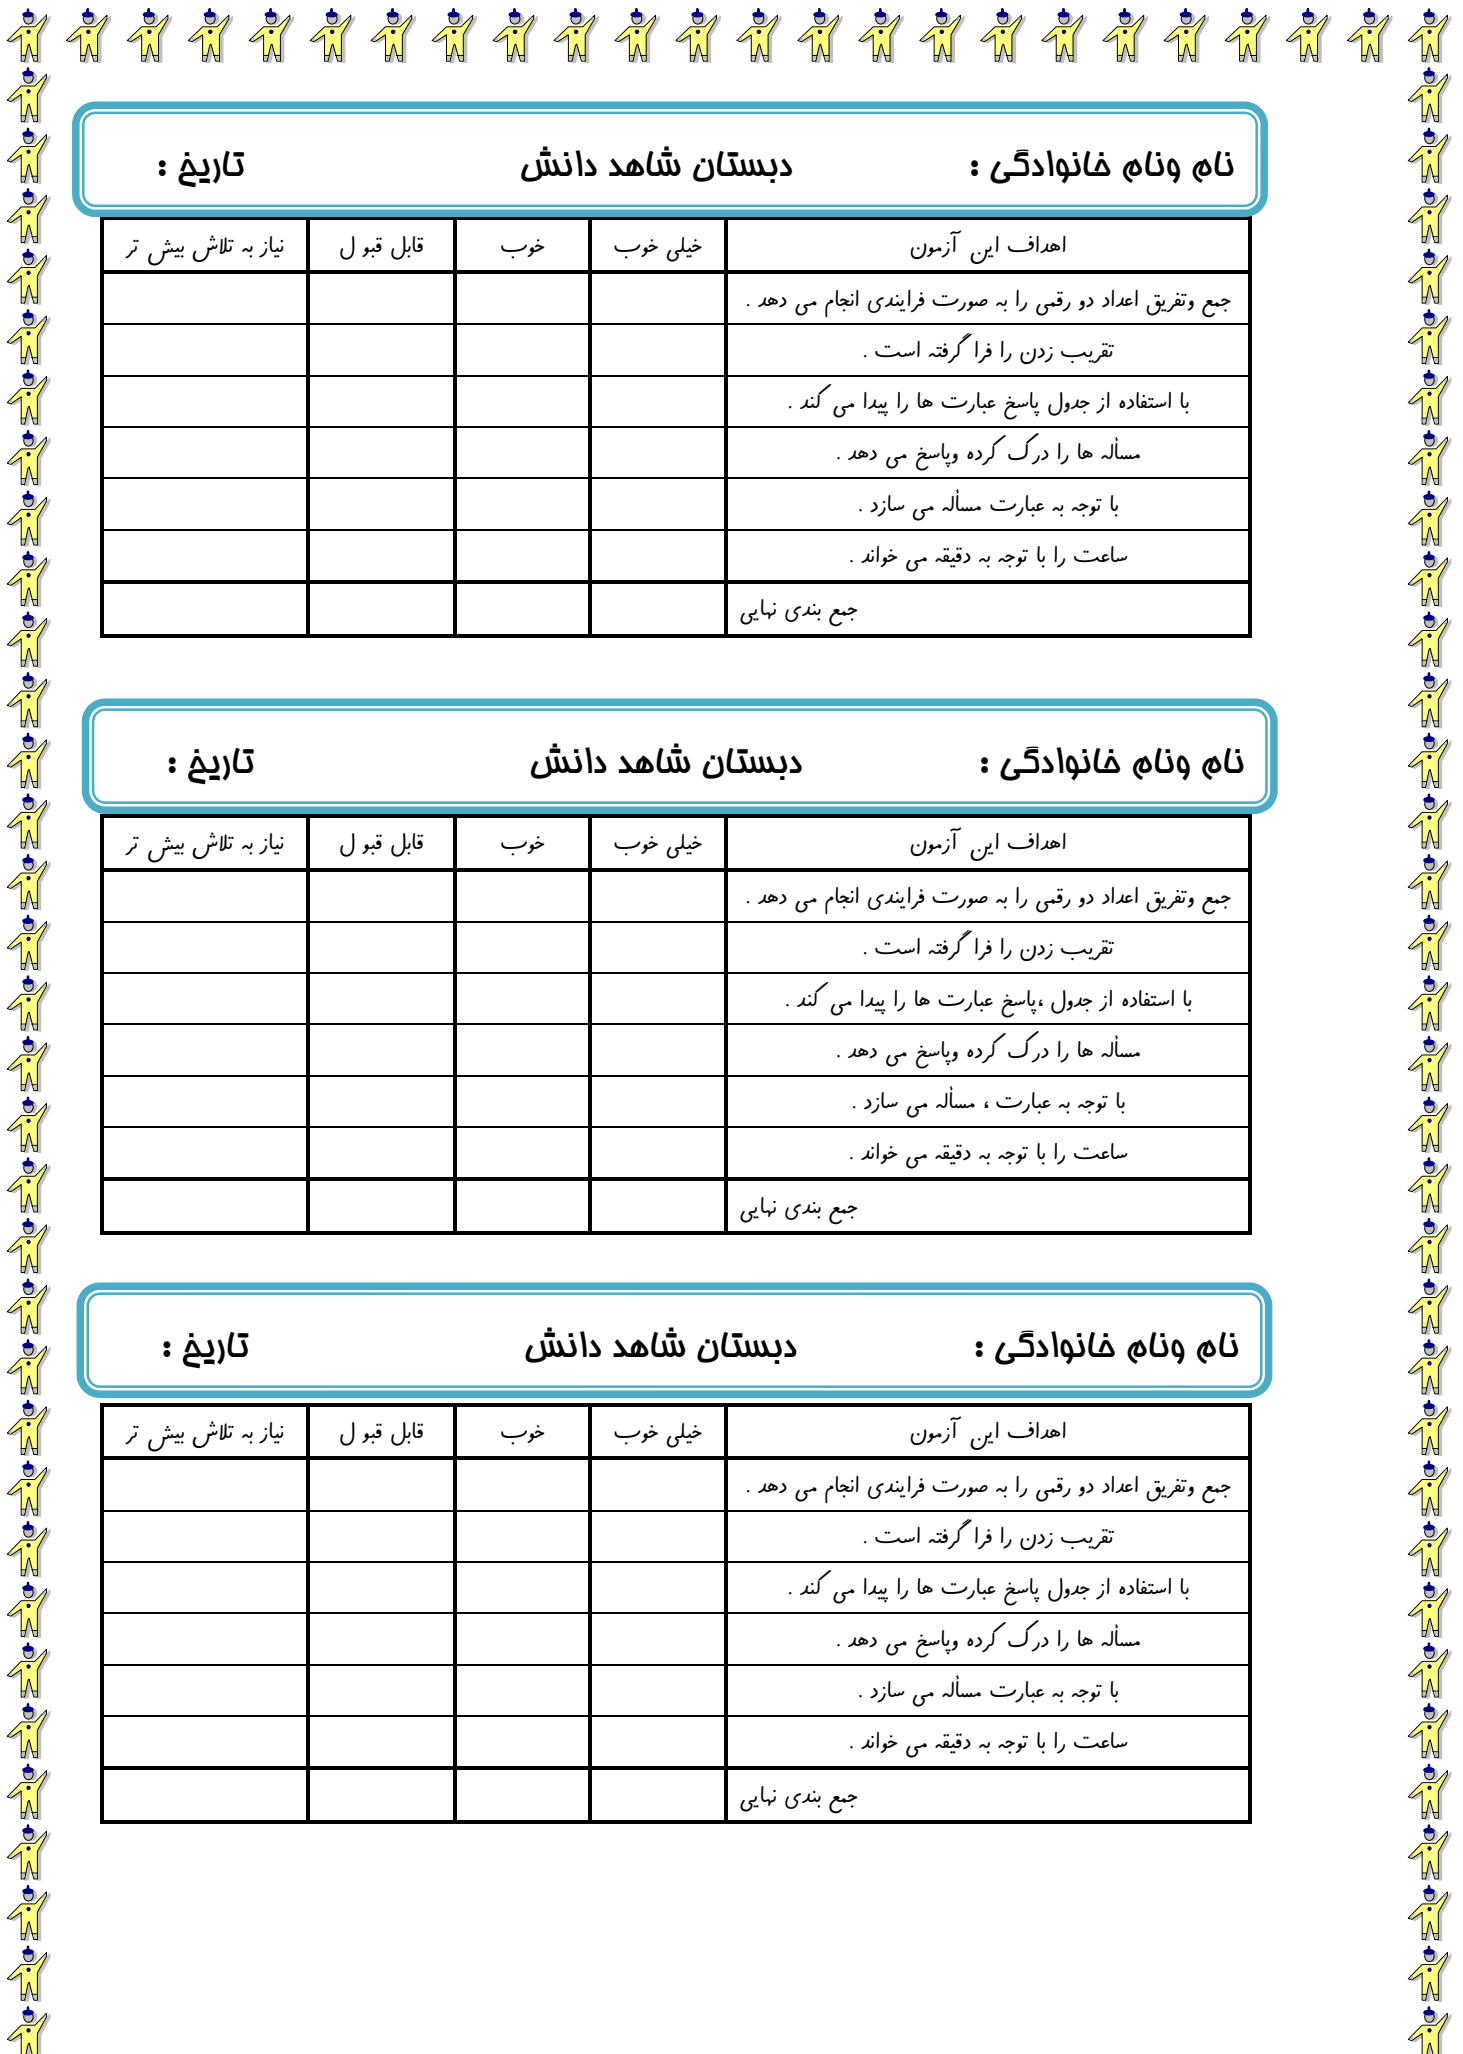 نام ونام خانوادگی : دبستان شاهد دانش تاریخ :
اهداف این آزمون خیلی خوب خوب قابل قبو ل نیاز به تلاش بیش تر
جمع وتفریق اعداد دو رقمی را به صورت فرایندی انجام می دهد .
تقریب زدن را فرا گرفته است .
با استفاده از جدول پاسخ عبارت ها را پیدا می کند .
مسأله ها را درک کرده وپاسخ می دهد .
با توجه به عبارت مسأله می سازد .
ساعت را با توجه به دقیقه می خواند .
جمع بندی نهایی
نام ونام خانوادگی : دبستان شاهد دانش تاریخ :
اهداف این آزمون خیلی خوب خوب قابل قبو ل نیاز به تلاش بیش تر
جمع وتفریق اعداد دو رقمی را به صورت فرایندی انجام می دهد .
تقریب زدن را فرا گرفته است .
با استفاده از جدول ،پاسخ عبارت ها را پیدا می کند .
مسأله ها را درک کرده وپاسخ می دهد .
با توجه به عبارت ، مسأله می سازد .
ساعت را با توجه به دقیقه می خواند .
جمع بندی نهایی
نام ونام خانوادگی : دبستان شاهد دانش تاریخ :
اهداف این آزمون خیلی خوب خوب قابل قبو ل نیاز به تلاش بیش تر
جمع وتفریق اعداد دو رقمی را به صورت فرایندی انجام می دهد .
تقریب زدن را فرا گرفته است .
با استفاده از جدول پاسخ عبارت ها را پیدا می کند .
مسأله ها را درک کرده وپاسخ می دهد .
با توجه به عبارت مسأله می سازد .
ساعت را با توجه به دقیقه می خواند .
جمع بندی نهایی